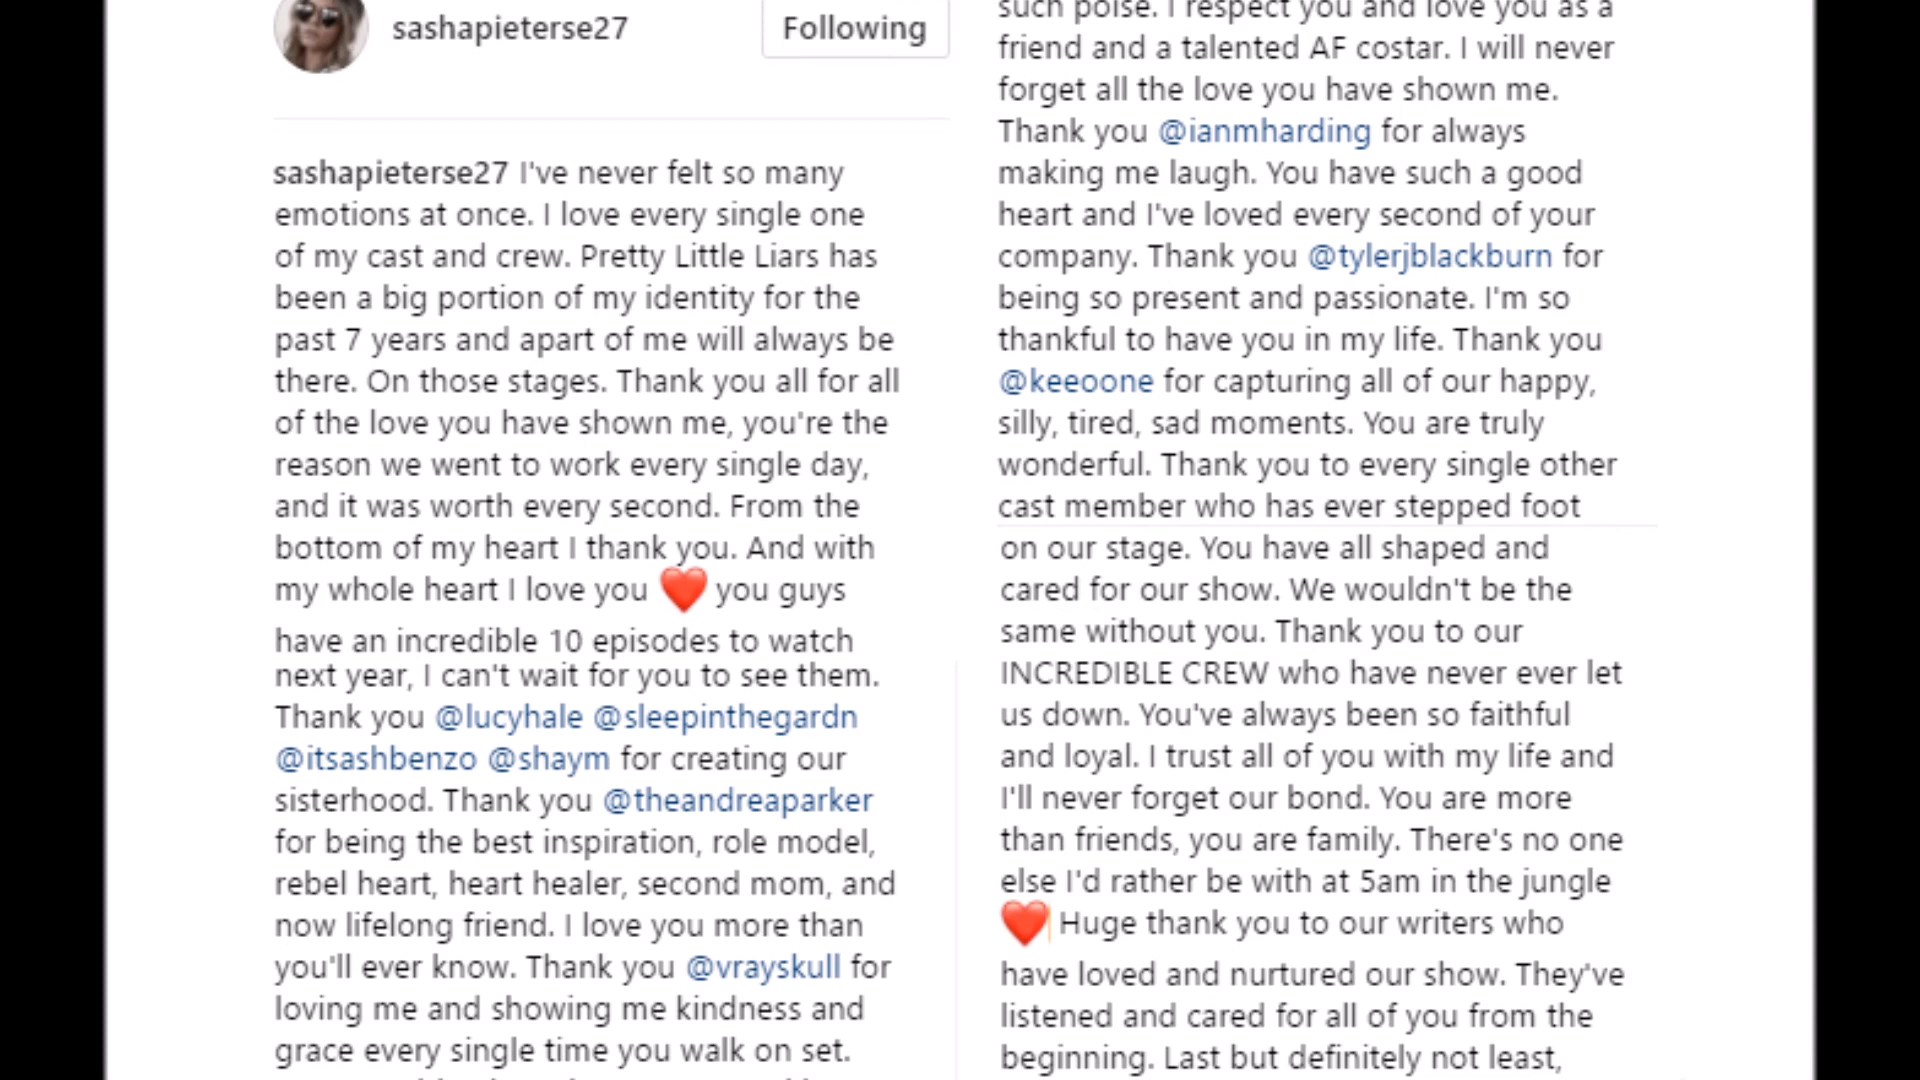 sashapieterse27
Following
sashapieterse27 I've never felt so many
emotions at once. I love every single one
of my cast and crew. Pretty Little Liars has
been a big portion of my identity for the
past 7 years and apart of me will always be
there. On those stages. Thank you all for all
of the love you have shown me, you're the
reason we went to work every single day,
and it was worth every second. From the
bottom of my heart I thank you. And with
my whole heart I love you ❤️ you guys
have an incredible 10 episodes to watch
next year, I can't wait for you to see them.
Thank you @lucyhale @sleepinthegardn
@itsashbenzo @shaym for creating our
sisterhood. Thank you @theandreaparker
for being the best inspiration, role model,
rebel heart, heart healer, second mom, and
now lifelong friend. I love you more than
you'll ever know. Thank you @vrayskull for
loving me and showing me kindness and
grace every single time you walk on set.
such poise. I respect you and love you as a
friend and a talented AF costar. I will never
forget all the love you have shown me.
Thank you @ianmharding for always
making me laugh. You have such a good
heart and I've loved every second of your
company. Thank you @tylerjblackburn for
being so present and passionate. I'm so
thankful to have you in my life. Thank you
@keeoone for capturing all of our happy,
silly, tired, sad moments. You are truly
wonderful. Thank you to every single other
cast member who has ever stepped foot
on our stage. You have all shaped and
cared for our show. We wouldn't be the
same without you. Thank you to our
INCREDIBLE CREW who have never ever let
us down. You've always been so faithful
and loyal. I trust all of you with my life and
I'll never forget our bond. You are more
than friends, you are family. There's no one
else I'd rather be with at 5am in the jungle
❤️ Huge thank you to our writers who
have loved and nurtured our show. They've
listened and cared for all of you from the
beginning. Last but definitely not least,